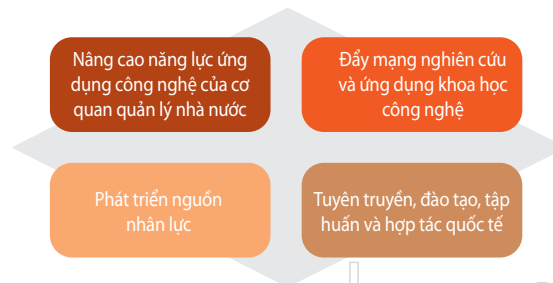 Nâng cao năng lực ứng
dụng công nghệ của cơ
quan quản lý nhà nước
Đẩy mạng nghiên cứu
và ứng dụng khoa học
công nghệ
Phát triển nguồn
nhân lực
Tuyên truyền, đào tạo, tập
huấn và hợp tác quốc tế